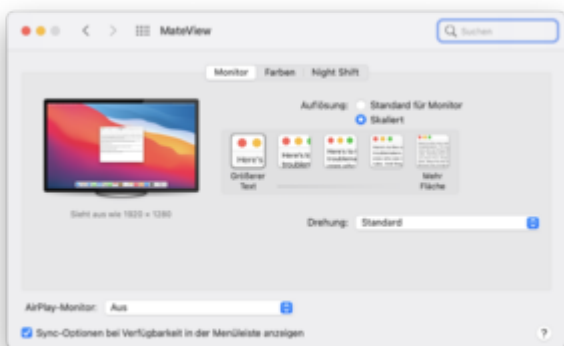 MateView
Suchen
Monitor Farben Night Shift
Auflösung: Standard für Monitor
Skaliert
Here's
Größerer Text
Mehr Fläche
Sieht aus wie 1920 × 1280
Drehung: Standard
AirPlay-Monitor: Aus
Sync-Optionen bei Verfügbarkeit in der Menüleiste anzeigen
?